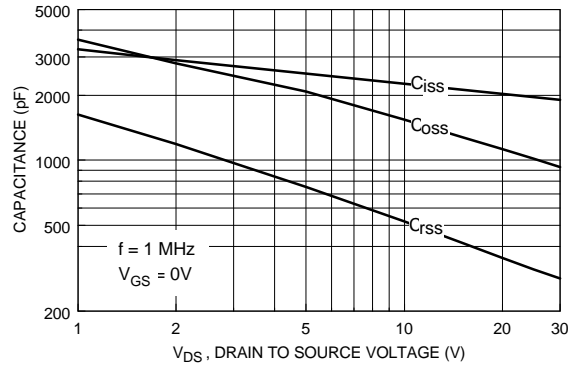 5000
3000
2000
1000
500
200
CAPACITANCE (pF)
Ciss
Coss
Crss
f = 1 MHz
VGS = 0V
1
2
5
10
20
30
VDS , DRAIN TO SOURCE VOLTAGE (V)